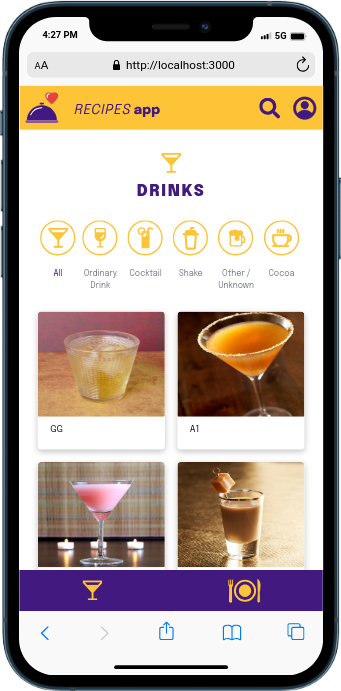 4:27 PM 5G
AA http://localhost:3000
RECIPES app
DRINKS
All Ordinary Drink Cocktail Shake Other / Unknown Cocoa
GG A1